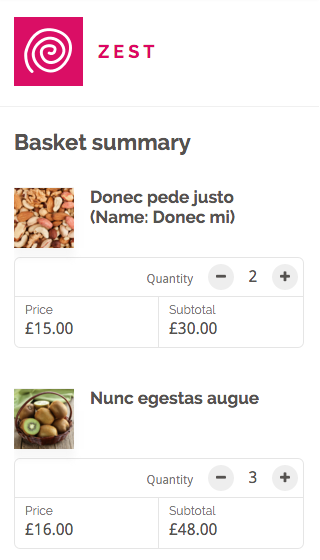 ZEST
Basket summary
Donec pede justo
(Name: Donec mi)
Quantity − 2 +
Price Subtotal
£15.00 £30.00
Nunc egestas augue
Quantity − 3 +
Price Subtotal
£16.00 £48.00